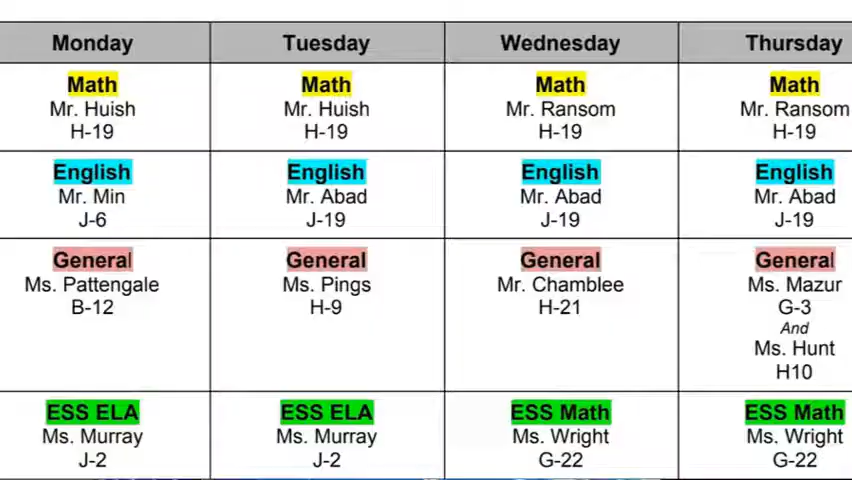 Monday Tuesday Wednesday Thursday
Math Math Math Math
Mr. Huish Mr. Huish Mr. Ransom Mr. Ransom
H-19 H-19 H-19 H-19
English English English English
Mr. Min Mr. Abad Mr. Abad Mr. Abad
J-6 J-19 J-19 J-19
General General General General
Ms. Pattengale Ms. Pings Mr. Chamblee Ms. Mazur
B-12 H-9 H-21 G-3
And
Ms. Hunt
H10
ESS ELA ESS ELA ESS Math ESS Math
Ms. Murray Ms. Murray Ms. Wright Ms. Wright
J-2 J-2 G-22 G-22